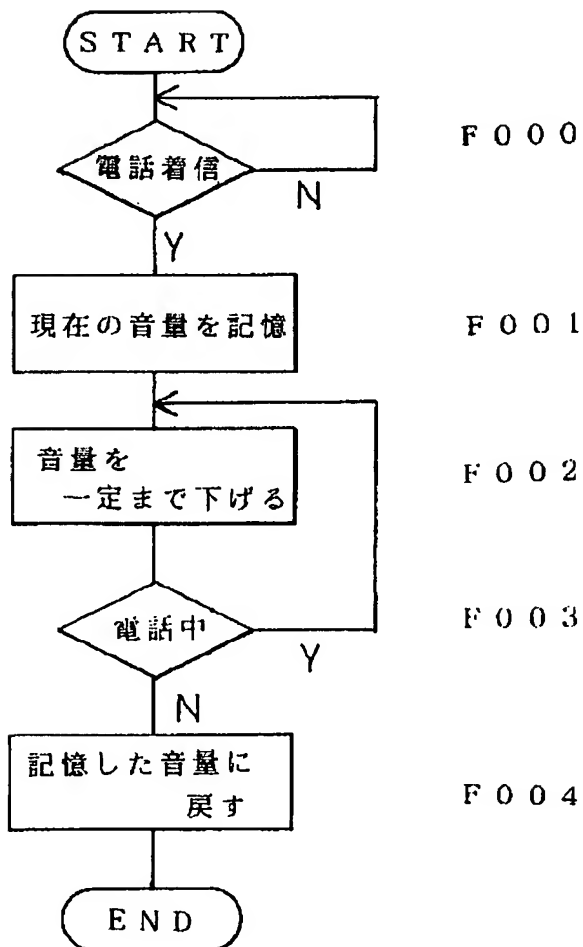 START
電話着信
F000
N
Y
現在の音量を記憶
F001
音量を
一定まで下げる
F002
電話中
F003
Y
N
記憶した音量に
戻す
F004
END